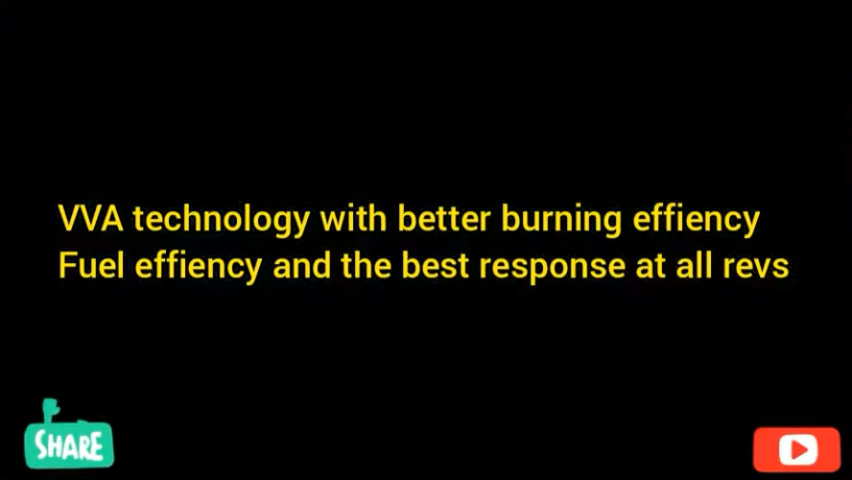 VVA technology with better burning effiency
Fuel effiency and the best response at all revs
SHARE